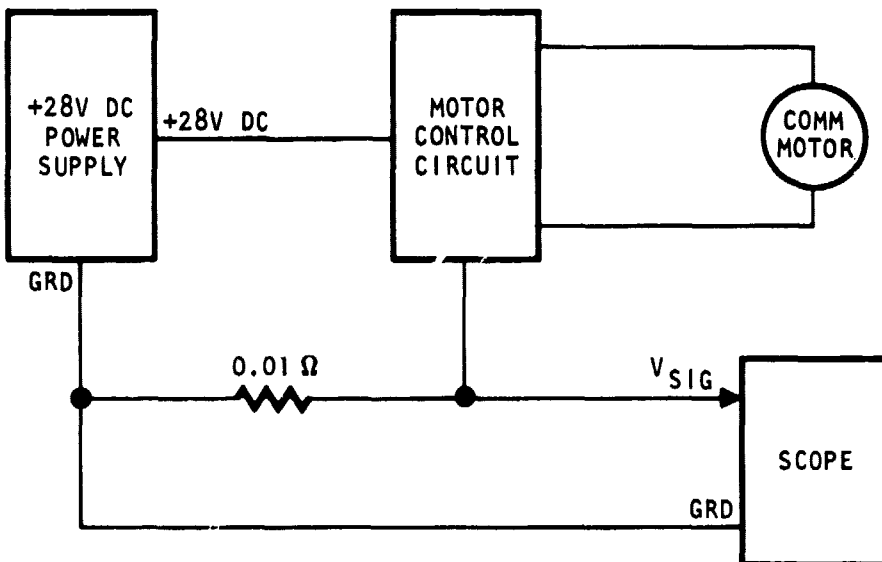 +28V DC
POWER
SUPPLY
+28V DC
MOTOR
CONTROL
CIRCUIT
COMM
MOTOR
GRD
0.01 Ω
VSIG
SCOPE
GRD